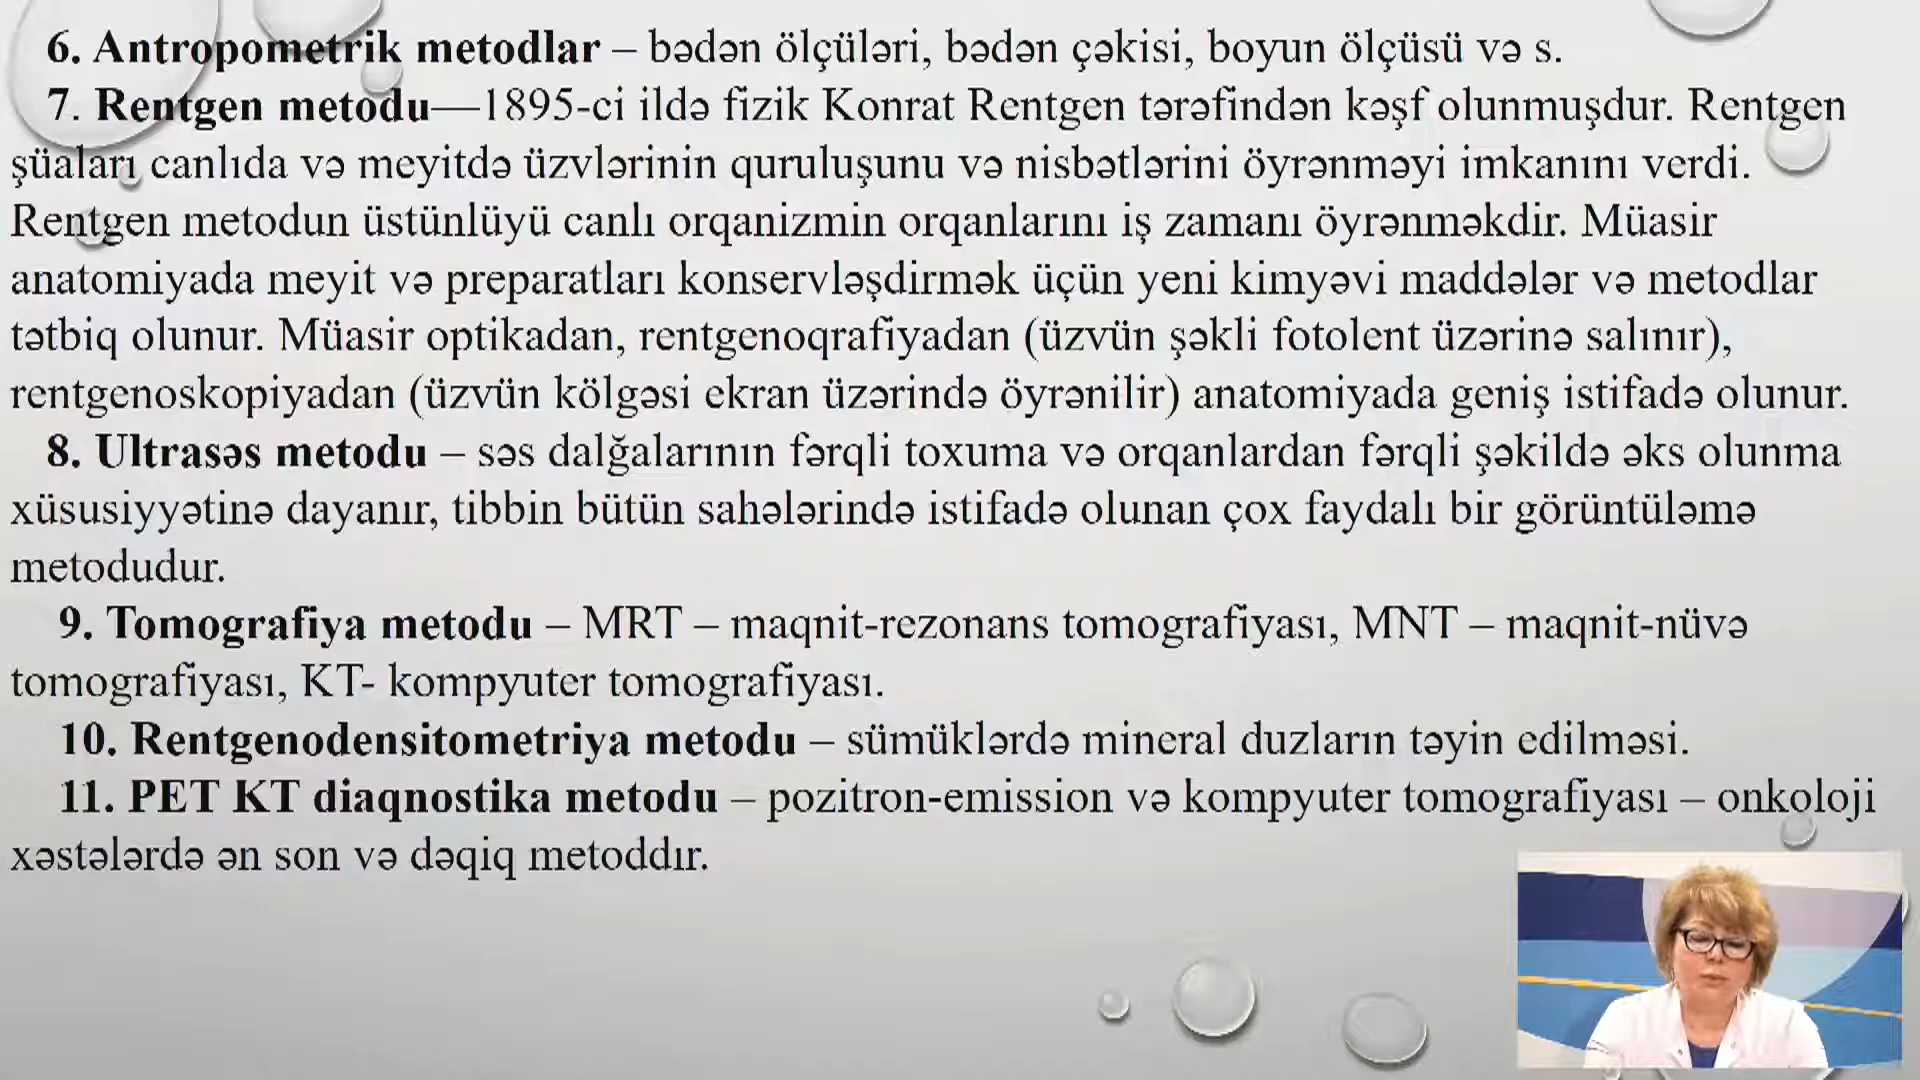 6. Antropometrik metodlar – bədən ölçüləri, bədən çəkisi, boyun ölçüsü və s.
7. Rentgen metodu—1895-ci ildə fizik Konrat Rentgen tərəfindən kəşf olunmuşdur. Rentgen
şüaları canlıda və meyitdə üzvlərinin quruluşunu və nisbətlərini öyrənməyi imkanını verdi.
Rentgen metodun üstünlüyü canlı orqanizmin orqanlarını iş zamanı öyrənməkdir. Müasir
anatomiyada meyit və preparatları konservləşdirmək üçün yeni kimyəvi maddələr və metodlar
tətbiq olunur. Müasir optikadan, rentgenoqrafiyadan (üzvün şəkli fotolent üzərinə salınır),
rentgenoskopiyadan (üzvün kölgəsi ekran üzərində öyrənilir) anatomiyada geniş istifadə olunur.
8. Ultrasəs metodu – səs dalğalarının fərqli toxuma və orqanlardan fərqli şəkildə əks olunma
xüsusiyyətinə dayanır, tibbin bütün sahələrində istifadə olunan çox faydalı bir görüntüləmə
metodudur.
9. Tomografiya metodu – MRT – maqnit-rezonans tomografiyası, MNT – maqnit-nüvə
tomografiyası, KT- kompyuter tomografiyası.
10. Rentgenodensitometriya metodu – sümüklərdə mineral duzların təyin edilməsi.
11. PET KT diaqnostika metodu – pozitron-emission və kompyuter tomografiyası – onkoloji
xəstələrdə ən son və dəqiq metoddır.